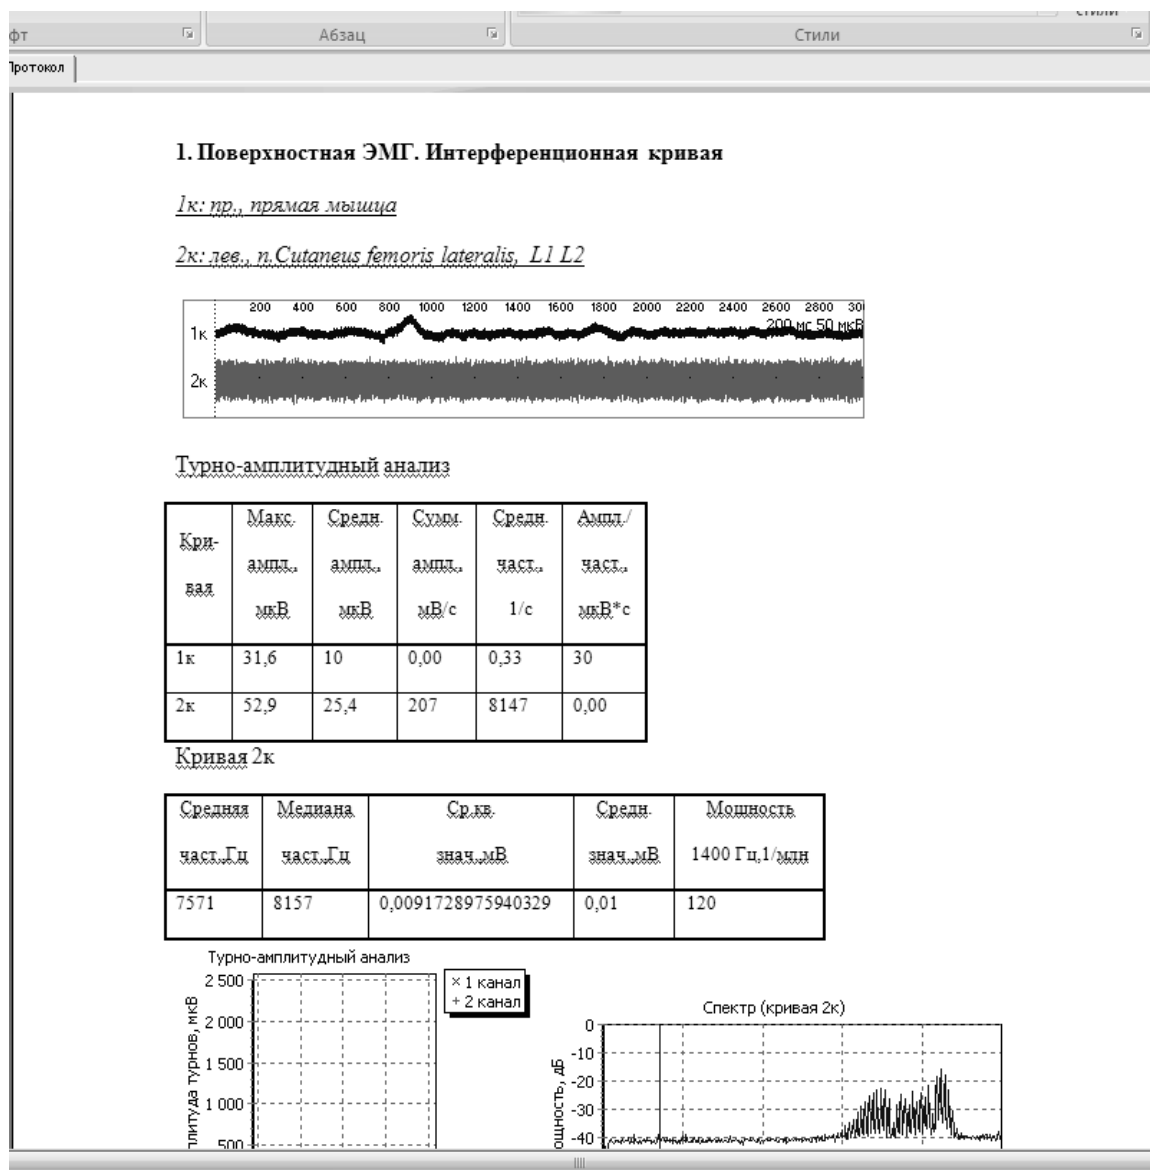 Абзац
Стили
Протокол
1. Поверхностная ЭМГ. Интерференционная кривая
1к: пр., прямая мышца
2к: лев., n.Cutaneus femoris lateralis, L1 L2
200 400 600 800 1000 1200 1400 1600 1800 2000 2200 2400 2600 2800
200 мс 50 мкВ
1к
2к
Турно-амплитудный анализ
Кри-
вая
Макс.
ампл.,
мкВ
Средн.
ампл.,
мкВ
Сумм.
ампл.,
мВ/с
Средн.
част.,
1/с
Ампл./
част.,
мкВ*с
1к 31,6 10 0,00 0,33 30
2к 52,9 25,4 207 8147 0,00
Кривая 2к
Средняя
част.,Гц
Медиана
част.,Гц
Ср.кв.
знач.,мВ
Средн.
знач.,мВ
Мощность
1400 Гц,1/млн
7571 8157 0,0091728975940329 0,01 120
Турно-амплитудный анализ
2 500
2 000
1 500
1 000
500
× 1 канал
+ 2 канал
Спектр (кривая 2к)
0
-10
-20
-30
-40